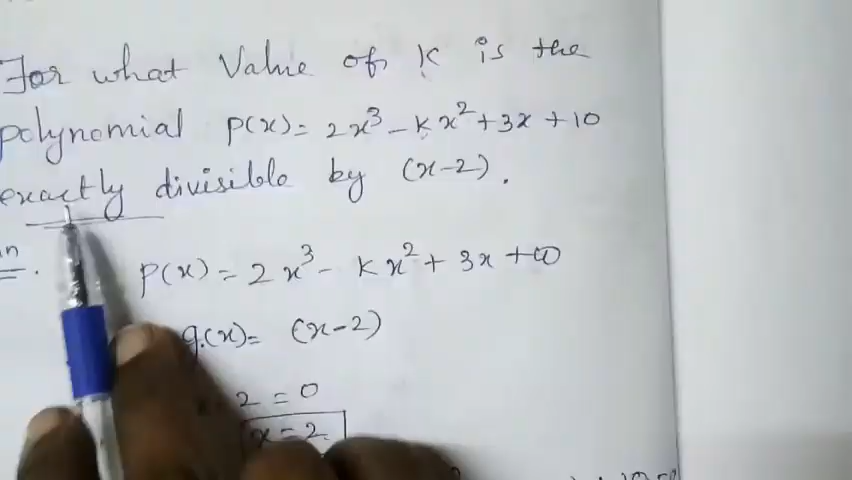 For what Value of K is the
polynomial p(x) = 2x³ - Kx² + 3x + 10
exactly divisible by (x-2).
p(x) = 2x³ - Kx² + 3x + 10
g(x) = (x-2)
2 = 0
x = 2